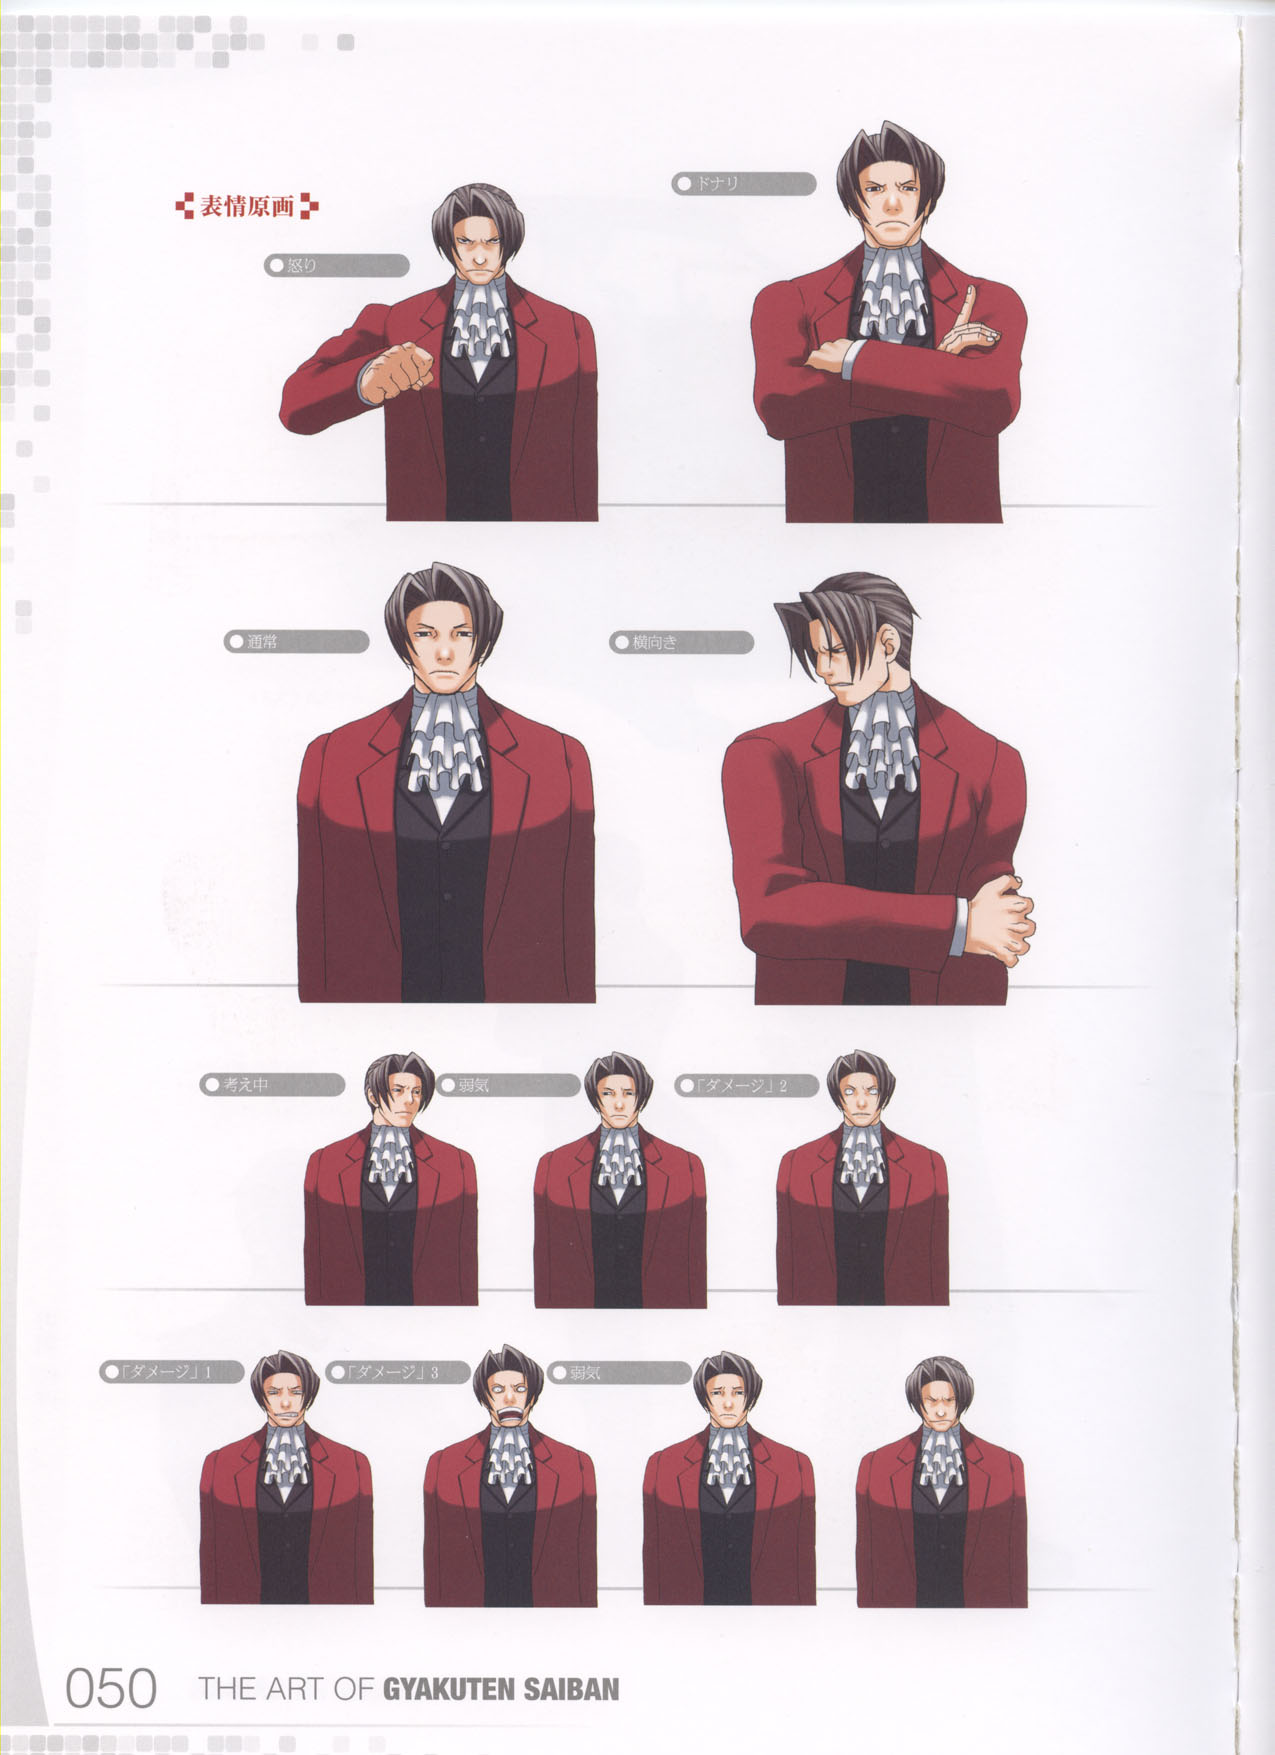 表情原画
怒り
ドナリ
通常
横向き
考え中
弱気
「ダメージ」2
「ダメージ」1
「ダメージ」3
弱気
050 THE ART OF GYAKUTEN SAIBAN